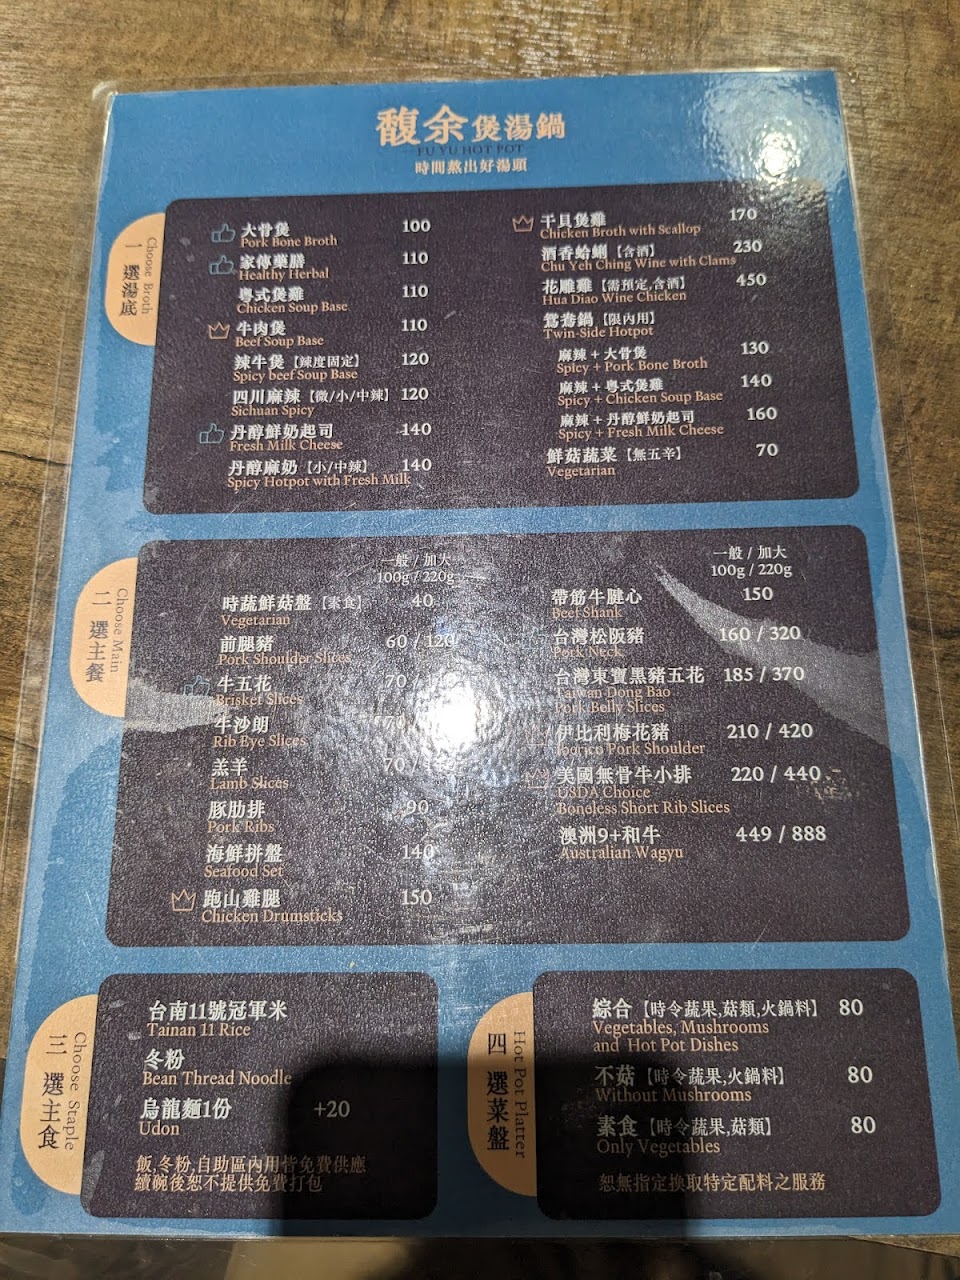 馥余煲湯鍋
FU YU HOT POT
時間熬出好湯頭
一 選湯底
Choose Broth
大骨煲 100
Pork Bone Broth
家傳藥膳 110
Healthy Herbal
粵式煲雞 110
Chicken Soup Base
牛肉煲 110
Beef Soup Base
辣牛煲【辣度固定】 120
Spicy beef Soup Base
四川麻辣【微/小/中辣】 120
Sichuan Spicy
丹醇鮮奶起司 140
Fresh Milk Cheese
丹醇麻奶【小/中辣】 140
Spicy Hotpot with Fresh Milk
干貝煲雞 170
Chicken Broth with Scallop
酒香蛤蜊【含酒】 230
Chu Yeh Ching Wine with Clams
花雕雞【需預定,含酒】 450
Hua Diao Wine Chicken
鴛鴦鍋【限內用】
Twin-Side Hotpot
麻辣 + 大骨煲 130
Spicy + Pork Bone Broth
麻辣 + 粵式煲雞 140
Spicy + Chicken Soup Base
麻辣 + 丹醇鮮奶起司 160
Spicy + Fresh Milk Cheese
鮮菇蔬菜【無五辛】 70
Vegetarian
二 選主餐
Choose Main
一般 / 加大
100g / 220g
時蔬鮮菇盤【素食】 40
Vegetarian
前腿豬 60 / 120
Pork Shoulder Slices
牛五花 70 /
Brisket Slices
牛沙朗 70 /
Rib Eye Slices
羔羊 70 /
Lamb Slices
豚肋排 90
Pork Ribs
海鮮拼盤 140
Seafood Set
跑山雞腿 150
Chicken Drumsticks
一般 / 加大
100g / 220g
帶筋牛腱心 150
Beef Shank
台灣松阪豬 160 / 320
Pork Neck
台灣東寶黑豬五花 185 / 370
Taiwan Dong Bao
Pork Belly Slices
伊比利梅花豬 210 / 420
Iberico Pork Shoulder
美國無骨牛小排 220 / 440
USDA Choice
Boneless Short Rib Slices
澳洲9+和牛 449 / 888
Australian Wagyu
三 選主食
Choose Staple
台南11號冠軍米
Tainan 11 Rice
冬粉
Bean Thread Noodle
烏龍麵1份 +20
Udon
飯,冬粉,自助區內用皆免費供應
續碗後恕不提供免費打包
四 選菜盤
Hot Pot Platter
綜合【時令蔬果,菇類,火鍋料】 80
Vegetables, Mushrooms
and Hot Pot Dishes
不菇【時令蔬果,火鍋料】 80
Without Mushrooms
素食【時令蔬果,菇類】 80
Only Vegetables
恕無指定換取特定配料之服務